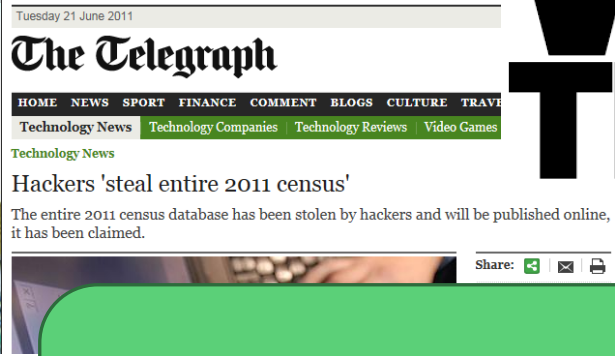 Tuesday 21 June 2011
The Telegraph
HOME NEWS SPORT FINANCE COMMENT BLOGS CULTURE
Technology News Technology Companies Technology Reviews Video Games
Technology News
Hackers 'steal entire 2011 census'
The entire 2011 census database has been stolen by hackers and will be published online,
it has been claimed.
Share: